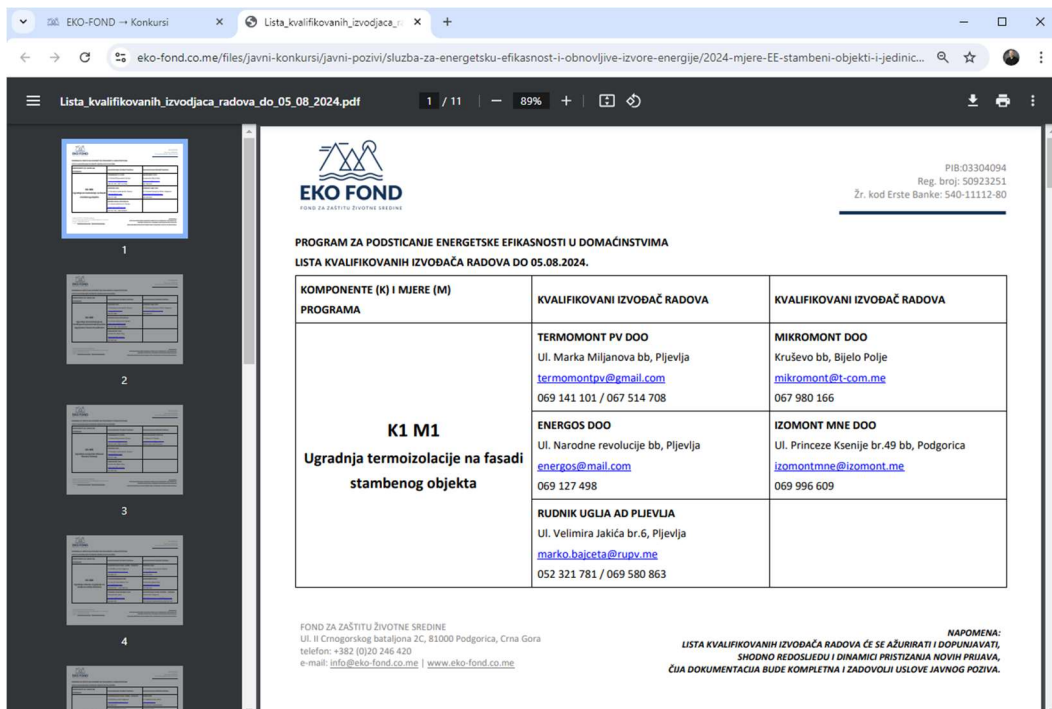 EKO-FOND → Konkursi
Lista_kvalifikovanih_izvodjaca_r
eko-fond.co.me/files/javni-konkursi/javni-pozivi/sluzba-za-energetsku-efikasnost-i-obnovljive-izvore-energije/2024-mjere-EE-stambeni-objekti-i-jedinic...
Lista_kvalifikovanih_izvodjaca_radova_do_05_08_2024.pdf
1 / 11
89%
1
2
3
4
EKO FOND
FOND ZA ZAŠTITU ŽIVOTNE SREDINE
PIB:03304094
Reg. broj: 50923251
Žr. kod Erste Banke: 540-11112-80
PROGRAM ZA PODSTICANJE ENERGETSKE EFIKASNOSTI U DOMAĆINSTVIMA
LISTA KVALIFIKOVANIH IZVOĐAČA RADOVA DO 05.08.2024.
KOMPONENTE (K) I MJERE (M)
PROGRAMA
KVALIFIKOVANI IZVOĐAČ RADOVA
KVALIFIKOVANI IZVOĐAČ RADOVA
K1 M1
Ugradnja termoizolacije na fasadi
stambenog objekta
TERMOMONT PV DOO
Ul. Marka Miljanova bb, Pljevlja
termomontpv@gmail.com
069 141 101 / 067 514 708
MIKROMONT DOO
Kruševo bb, Bijelo Polje
mikromont@t-com.me
067 980 166
ENERGOS DOO
Ul. Narodne revolucije bb, Pljevlja
energos@mail.com
069 127 498
IZOMONT MNE DOO
Ul. Princeze Ksenije br.49 bb, Podgorica
izomontmne@izomont.me
069 996 609
RUDNIK UGLJA AD PLJEVLJA
Ul. Velimira Jakića br.6, Pljevlja
marko.bajceta@rupv.me
052 321 781 / 069 580 863
FOND ZA ZAŠTITU ŽIVOTNE SREDINE
Ul. II Crnogorskog bataljona 2C, 81000 Podgorica, Crna Gora
telefon: +382 (0)20 246 420
e-mail: info@eko-fond.co.me | www.eko-fond.co.me
NAPOMENA:
LISTA KVALIFIKOVANIH IZVOĐAČA RADOVA ĆE SE AŽURIRATI I DOPUNJAVATI,
SHODNO REDOSLJEDU I DINAMICI PRISTIZANJA NOVIH PRIJAVA,
ČIJA DOKUMENTACIJA BUDE KOMPLETNA I ZADOVOLJI USLOVE JAVNOG POZIVA.